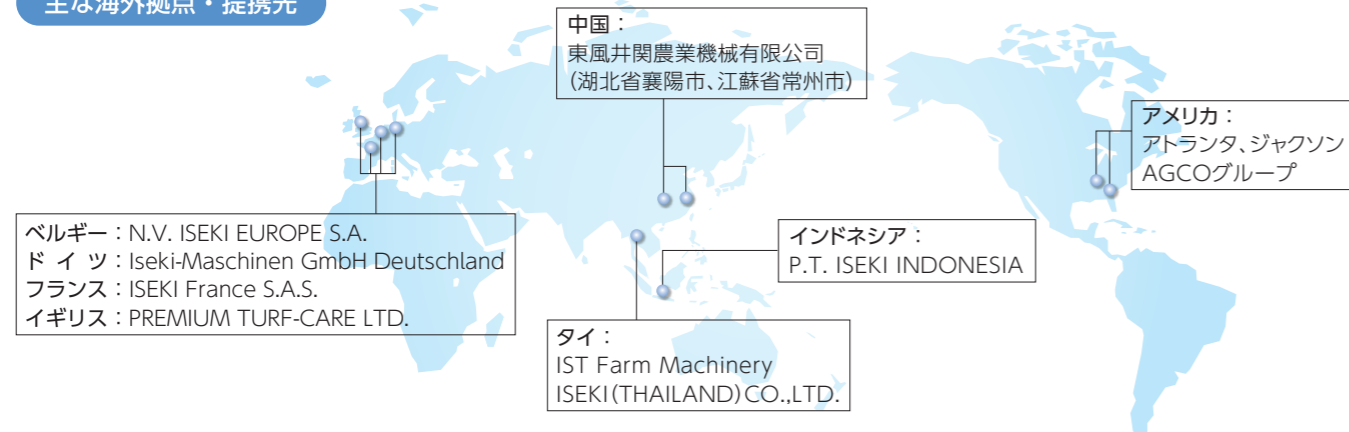 主な海外拠点・提携先
中国：
東風井関農業機械有限公司
（湖北省襄陽市、江蘇省常州市）
アメリカ：
アトランタ、ジャクソン
AGCOグループ
ベルギー：N.V. ISEKI EUROPE S.A.
ドイツ：Iseki-Maschinen GmbH Deutschland
フランス：ISEKI France S.A.S.
イギリス：PREMIUM TURF-CARE LTD.
インドネシア：
P.T. ISEKI INDONESIA
タイ：
IST Farm Machinery
ISEKI(THAILAND)CO.,LTD.